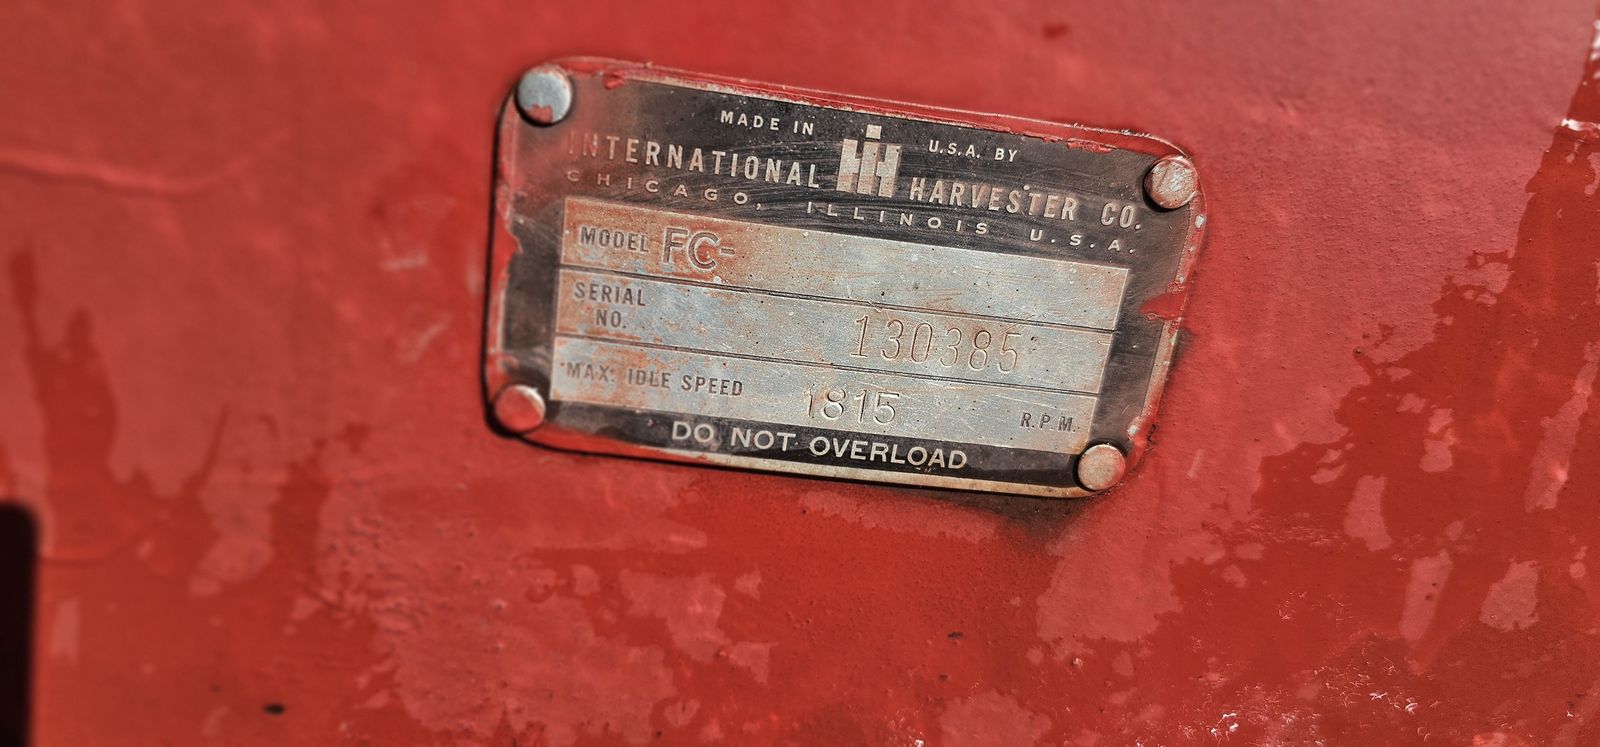 MADE IN IH U.S.A. BY
INTERNATIONAL HARVESTER CO.
CHICAGO, ILLINOIS U.S.A.
MODEL FC-
SERIAL NO. 130385
MAX. IDLE SPEED 1815 R.P.M.
DO NOT OVERLOAD